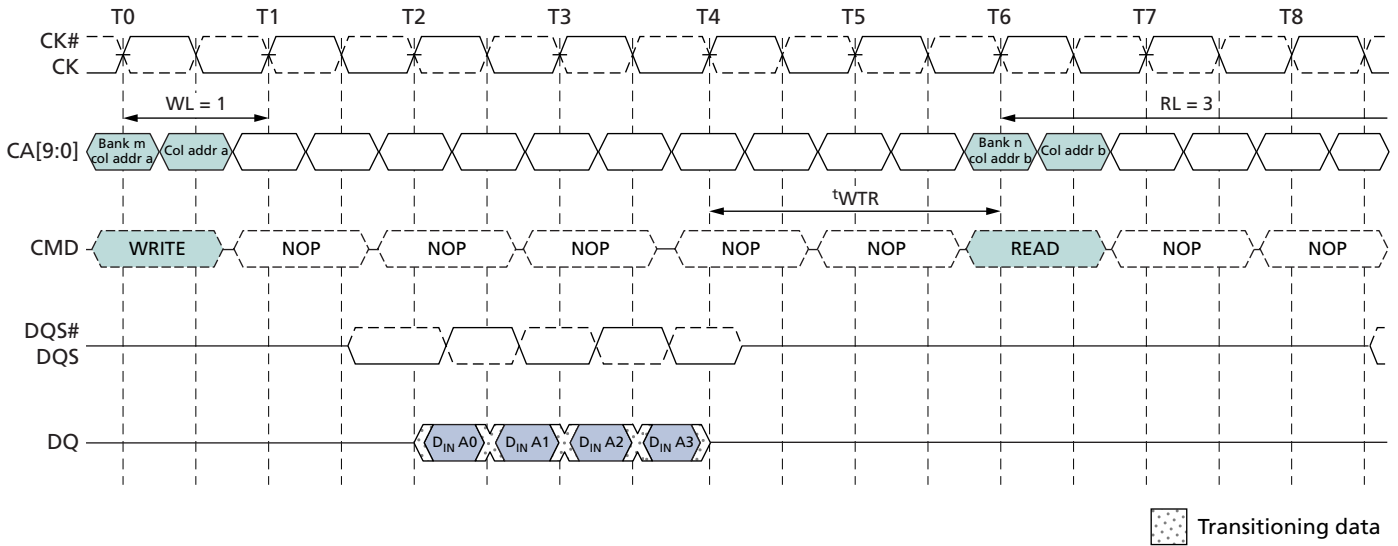 T0 T1 T2 T3 T4 T5 T6 T7 T8
CK#
CK
WL = 1
RL = 3
CA[9:0]
Bank m
col addr a
Col addr a
Bank n
col addr b
Col addr b
tWTR
CMD
WRITE NOP NOP NOP NOP NOP READ NOP NOP
DQS#
DQS
DQ
DIN A0 DIN A1 DIN A2 DIN A3
Transitioning data